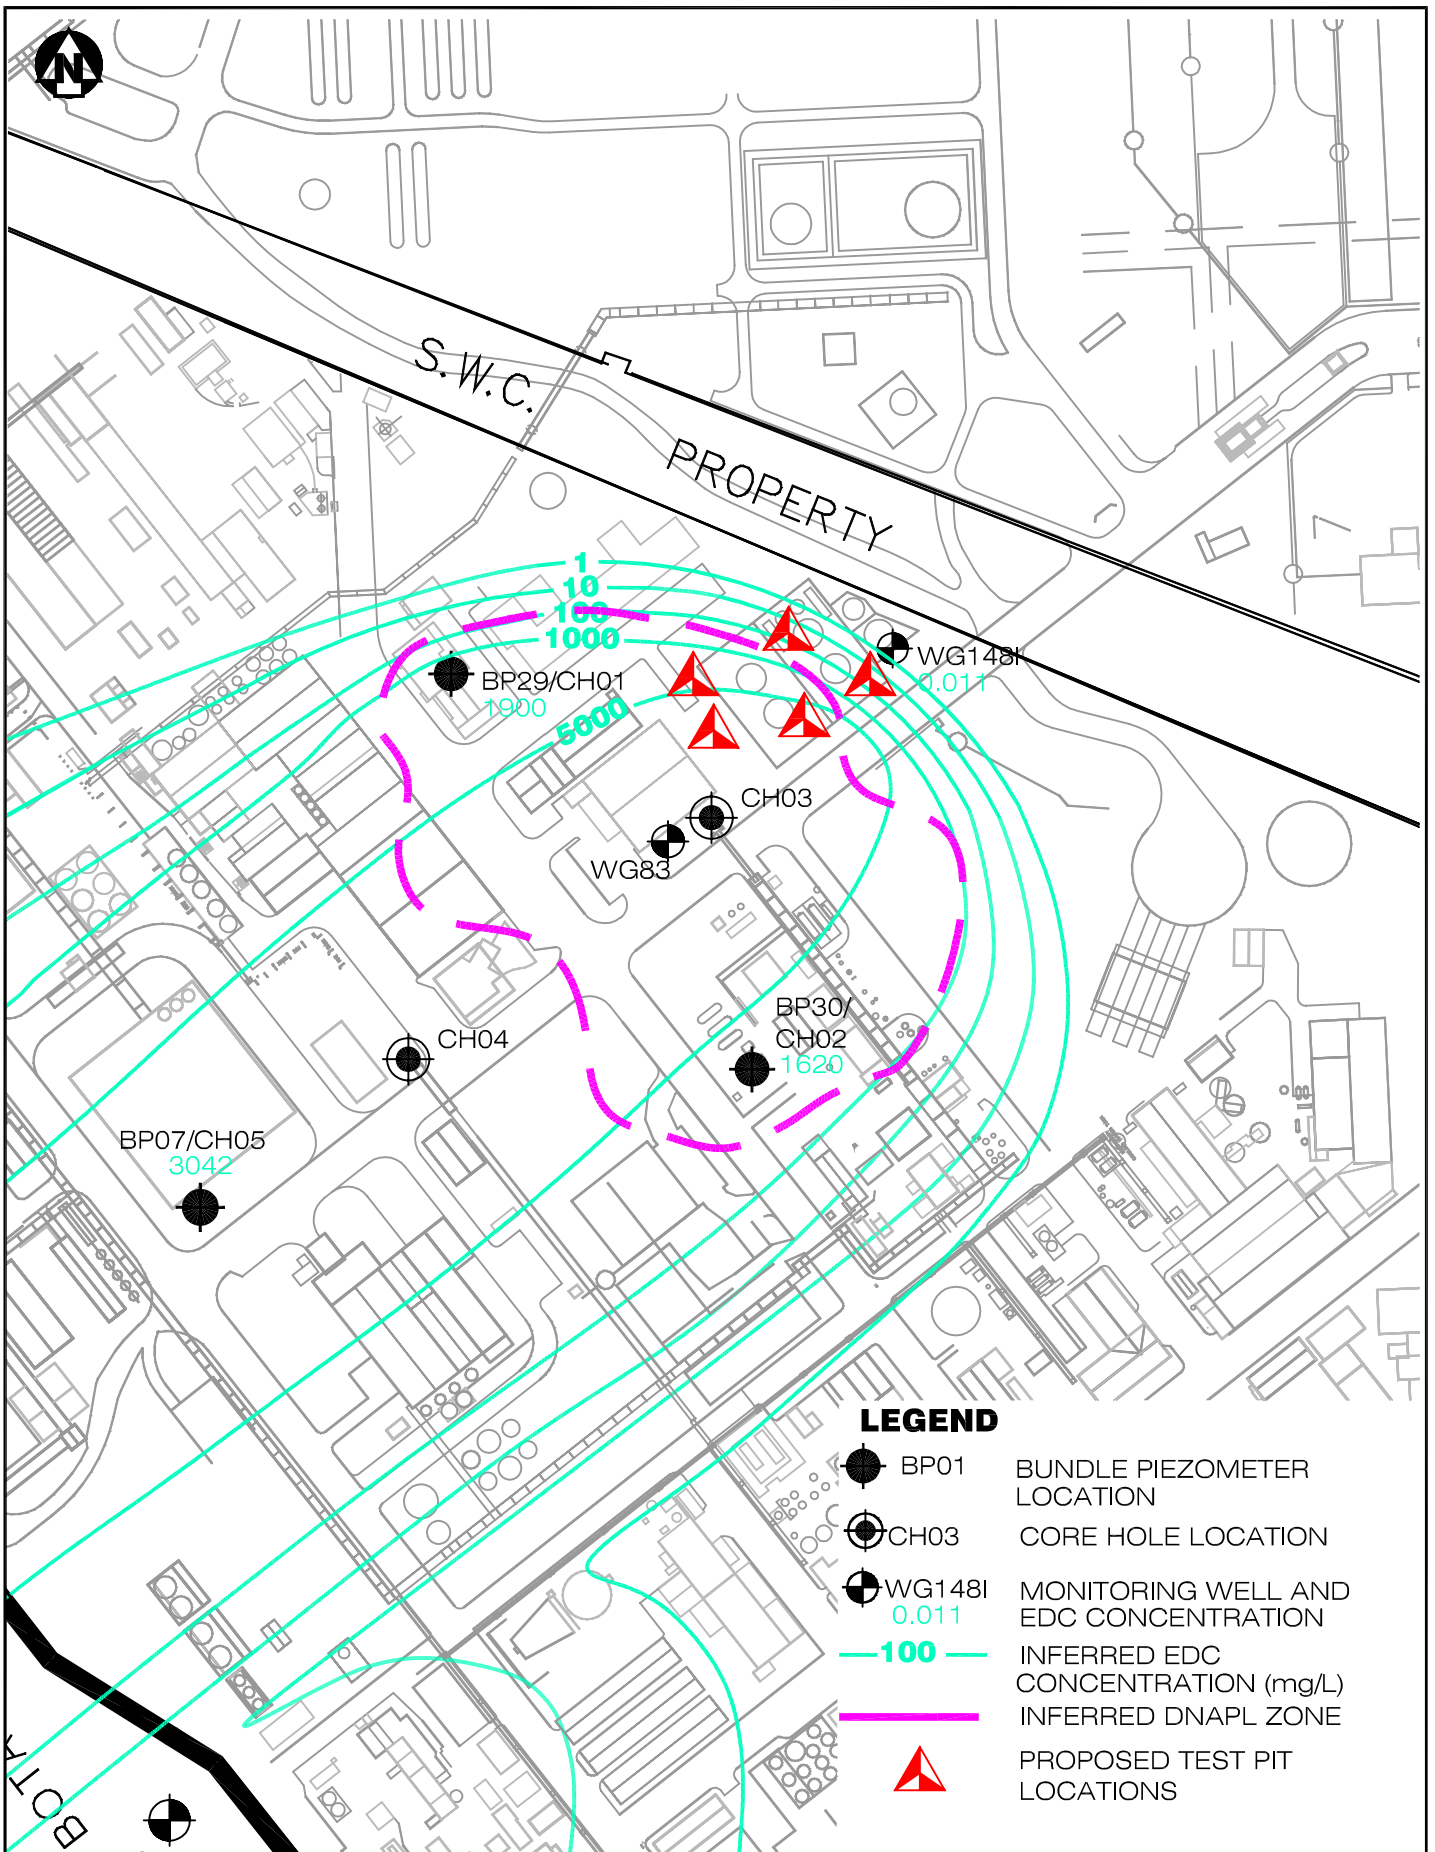 N
S.W.C.
PROPERTY
1
10
100
1000
5000
BP29/CH01
1900
WG148I
0.011
CH03
WG83
BP30/
CH02
1620
CH04
BP07/CH05
3042
BOTA
LEGEND
BP01 BUNDLE PIEZOMETER
LOCATION
CH03 CORE HOLE LOCATION
WG148I MONITORING WELL AND
0.011 EDC CONCENTRATION
100 INFERRED EDC
CONCENTRATION (mg/L)
INFERRED DNAPL ZONE
PROPOSED TEST PIT
LOCATIONS